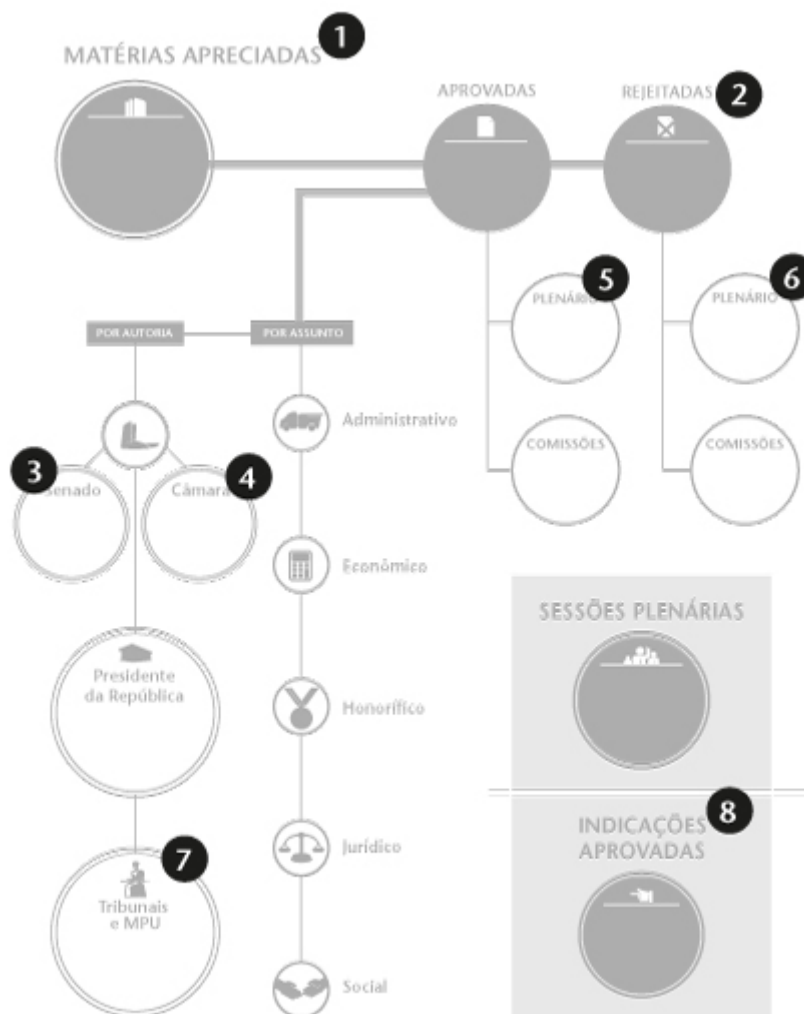 MATÉRIAS APRECIADAS 1
APROVADAS
REJEITADAS 2
5
PLENÁRIO
6
PLENÁRIO
COMISSÕES
COMISSÕES
POR AUTORIA
POR ASSUNTO
3
Senado
4
Câmara
Presidente
da República
7
Tribunais
e MPU
Administrativo
Econômico
Honorífico
Jurídico
Social
SESSÕES PLENÁRIAS
8
INDICAÇÕES
APROVADAS